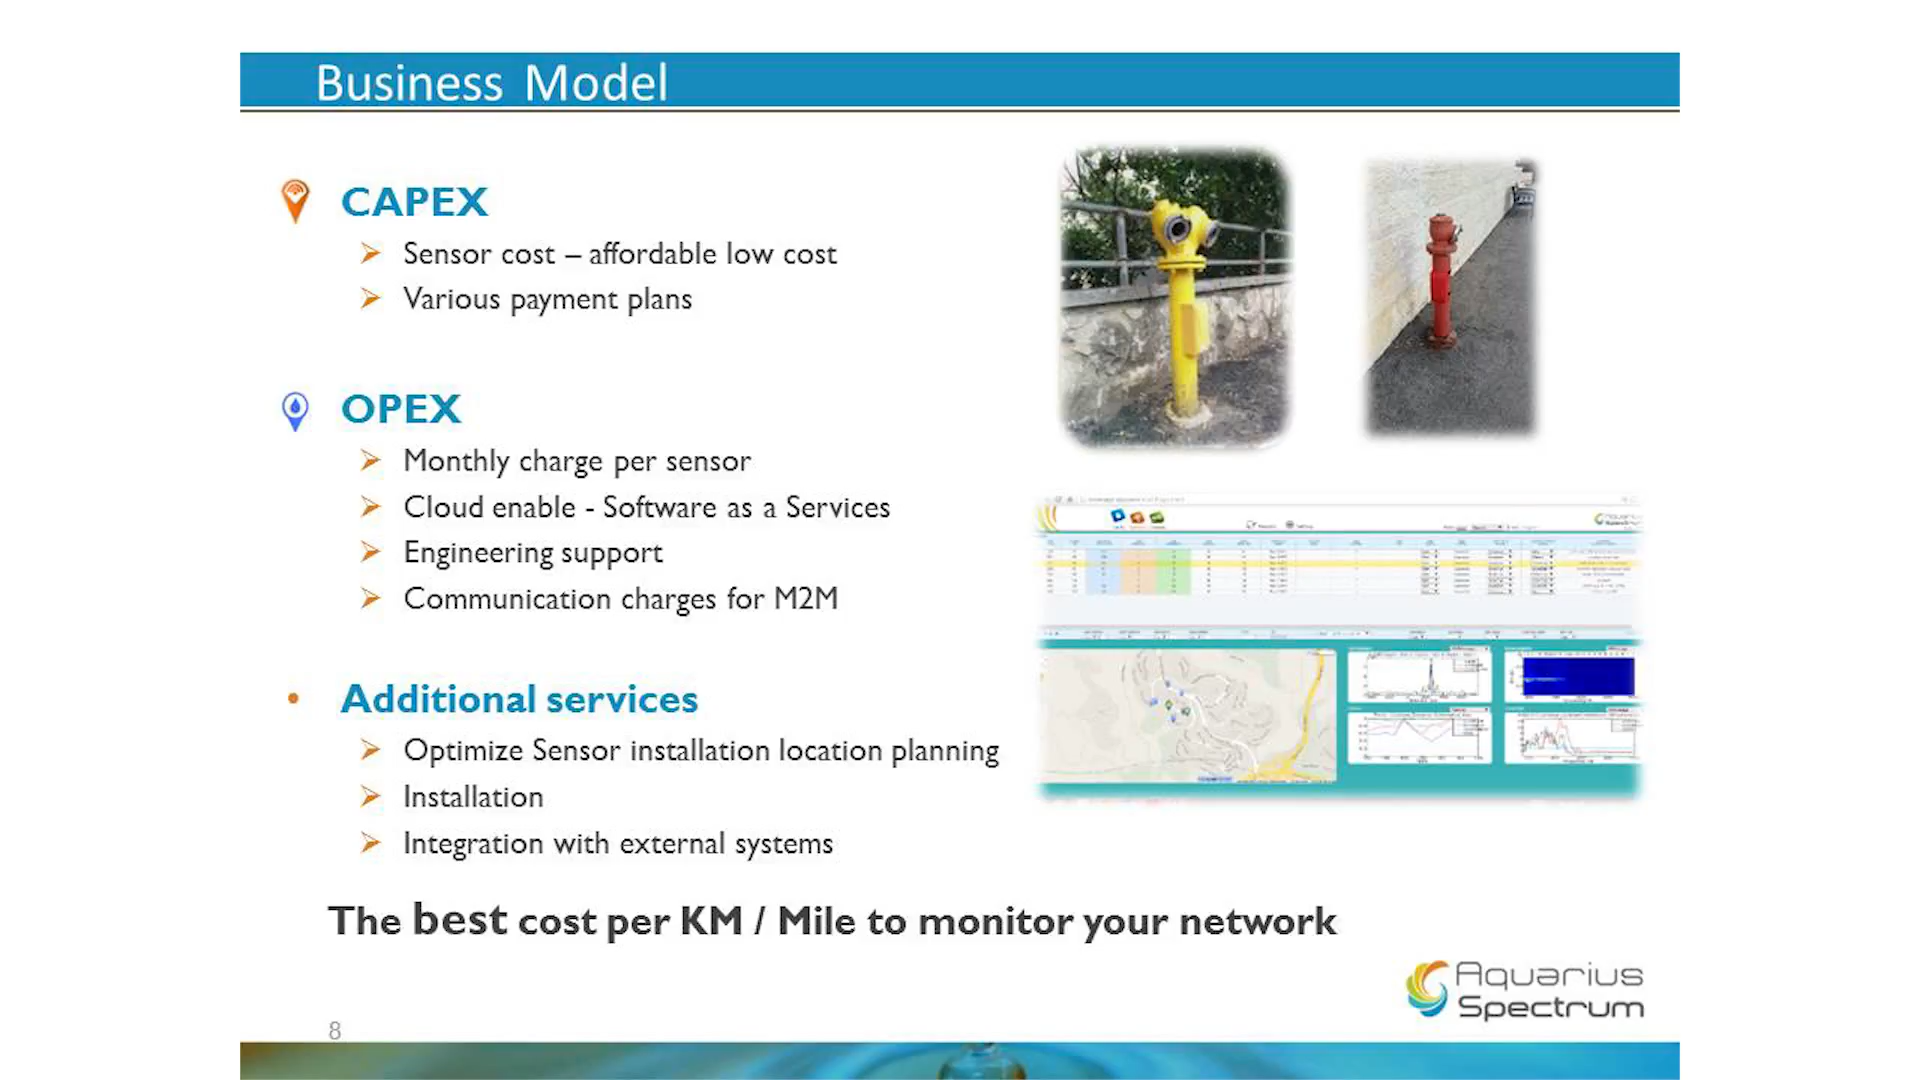 Business Model
CAPEX
Sensor cost – affordable low cost
Various payment plans
OPEX
Monthly charge per sensor
Cloud enable - Software as a Services
Engineering support
Communication charges for M2M
Additional services
Optimize Sensor installation location planning
Installation
Integration with external systems
The best cost per KM / Mile to monitor your network
Aquarius
Spectrum
8